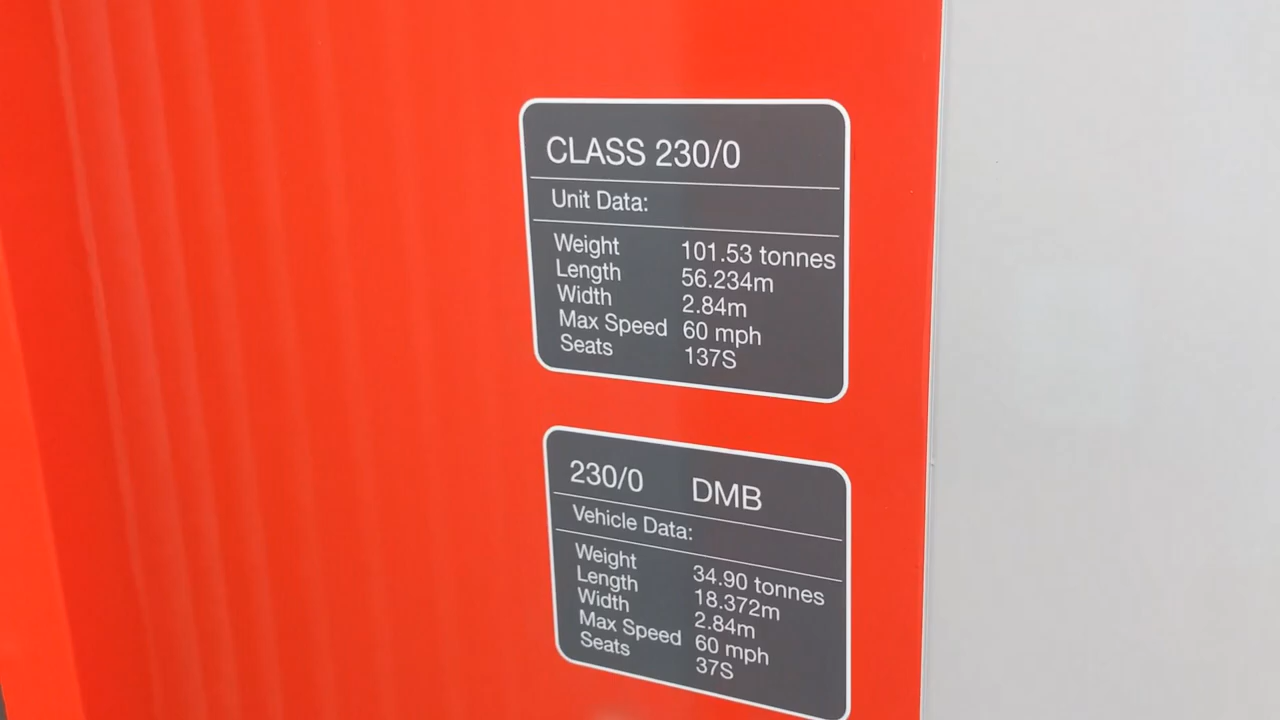 CLASS 230/0
Unit Data:
Weight 101.53 tonnes
Length 56.234m
Width 2.84m
Max Speed 60 mph
Seats 137S
230/0 DMB
Vehicle Data:
Weight 34.90 tonnes
Length 18.372m
Width 2.84m
Max Speed 60 mph
Seats 37S